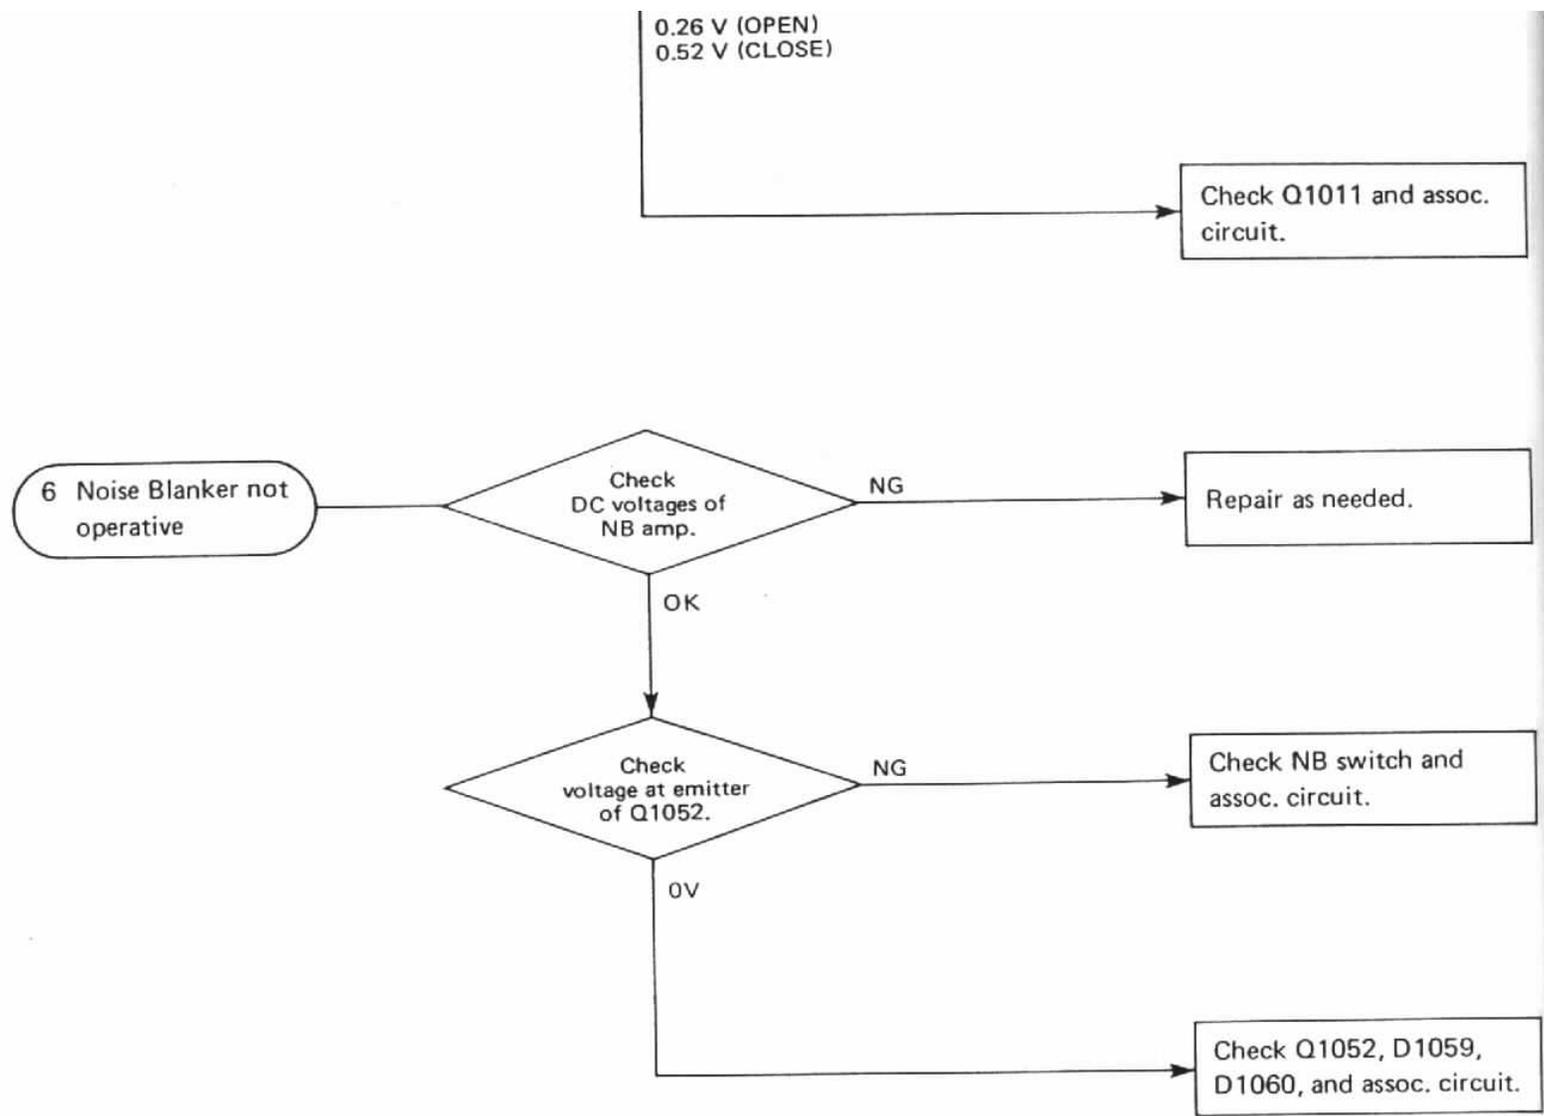 0.26 V (OPEN)
0.52 V (CLOSE)
Check Q1011 and assoc.
circuit.
6 Noise Blanker not
operative
Check
DC voltages of
NB amp.
NG
Repair as needed.
OK
Check
voltage at emitter
of Q1052.
NG
Check NB switch and
assoc. circuit.
0V
Check Q1052, D1059,
D1060, and assoc. circuit.